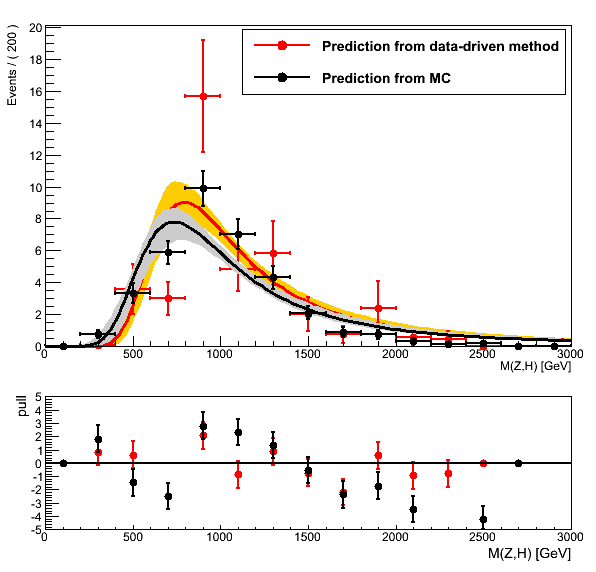 Events / ( 200 )
20
18
16
14
12
10
8
6
4
2
0
Prediction from data-driven method
Prediction from MC
0 500 1000 1500 2000 2500 3000
M(Z,H) [GeV]
pull
5
4
3
2
1
0
-1
-2
-3
-4
-5
0 500 1000 1500 2000 2500 3000
M(Z,H) [GeV]